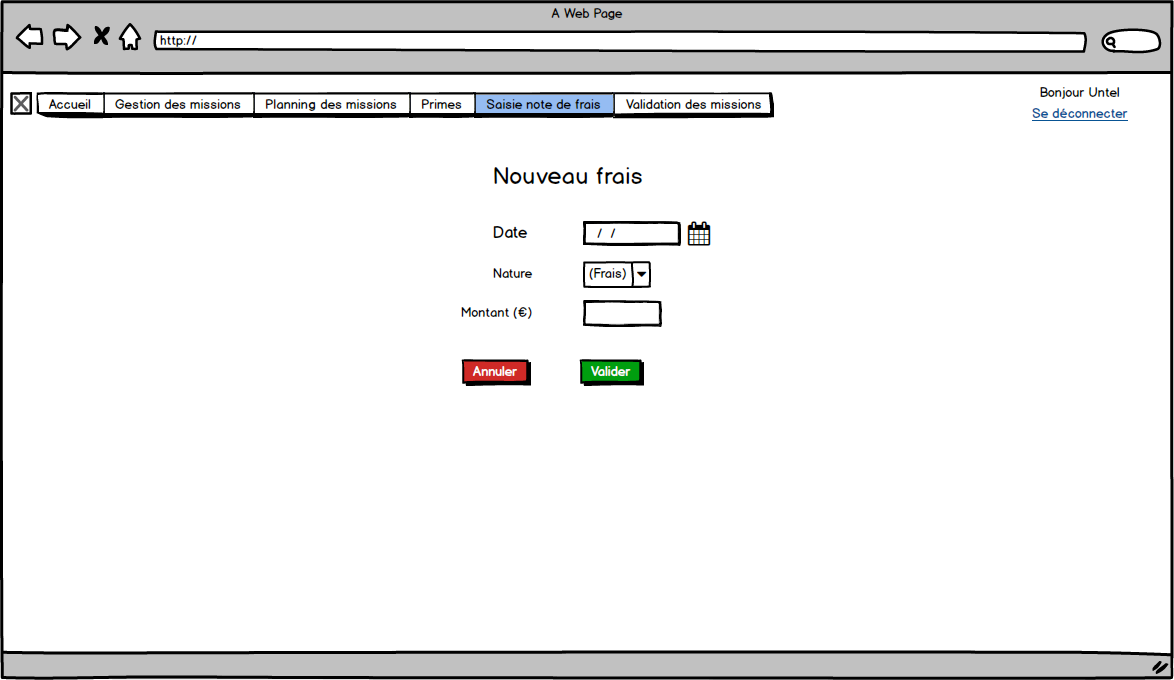 A Web Page
http://
Accueil Gestion des missions Planning des missions Primes Saisie note de frais Validation des missions
Bonjour Untel
Se déconnecter
Nouveau frais
Date / /
Nature (Frais)
Montant (€)
Annuler Valider